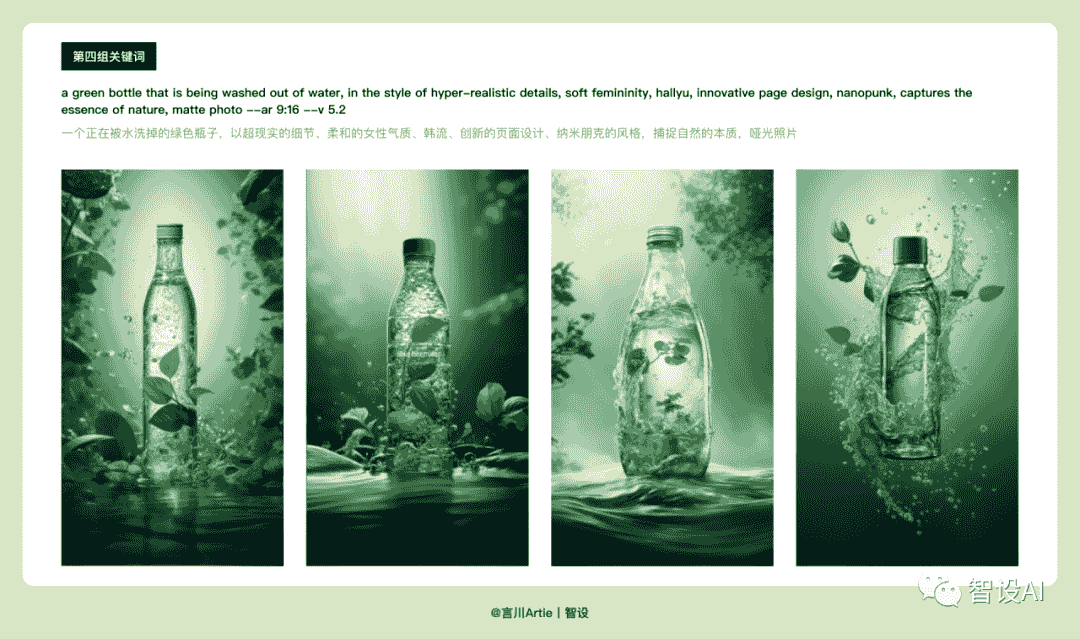 第四组关键词
a green bottle that is being washed out of water, in the style of hyper-realistic details, soft femininity, hallyu, innovative page design, nanopunk, captures the
essence of nature, matte photo --ar 9:16 --v 5.2
一个正在被水洗掉的绿色瓶子，以超现实的细节、柔和的女性气质、韩流、创新的页面设计、纳米朋克的风格，捕捉自然的本质，哑光照片
智设AI
@言川Artie | 智设